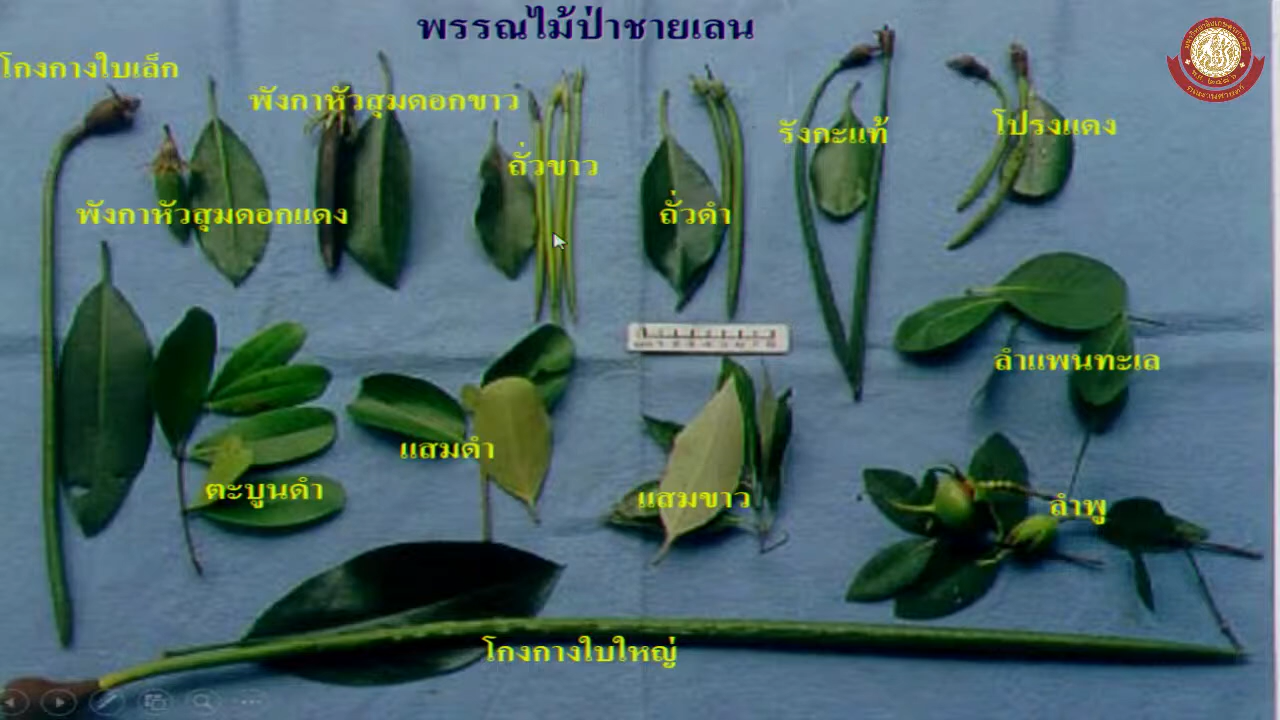 พรรณไม้ป่าชายเลน
โกงกางใบเล็ก
พังกาหัวสุมดอกขาว
ถั่วขาว
รังกะแท้
โปรงแดง
พังกาหัวสุมดอกแดง
ถั่วดำ
ลำแพนทะเล
แสมดำ
ตะบูนดำ
แสมขาว
ลำพู
โกงกางใบใหญ่